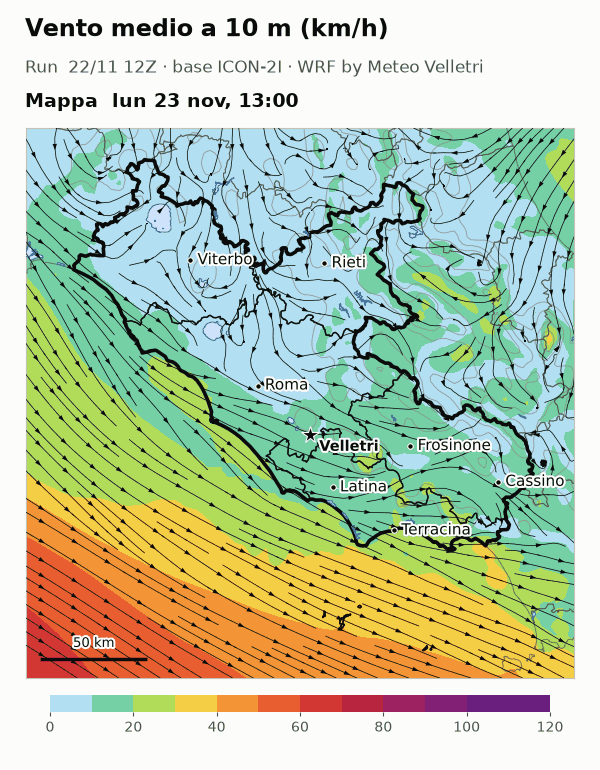 Vento medio a 10 m (km/h)
Run 22/11 12Z · base ICON-2I · WRF by Meteo Velletri
Mappa lun 23 nov, 13:00
Viterbo
Rieti
Roma
Velletri
Frosinone
Latina
Cassino
Terracina
50 km
0 20 40 60 80 100 120